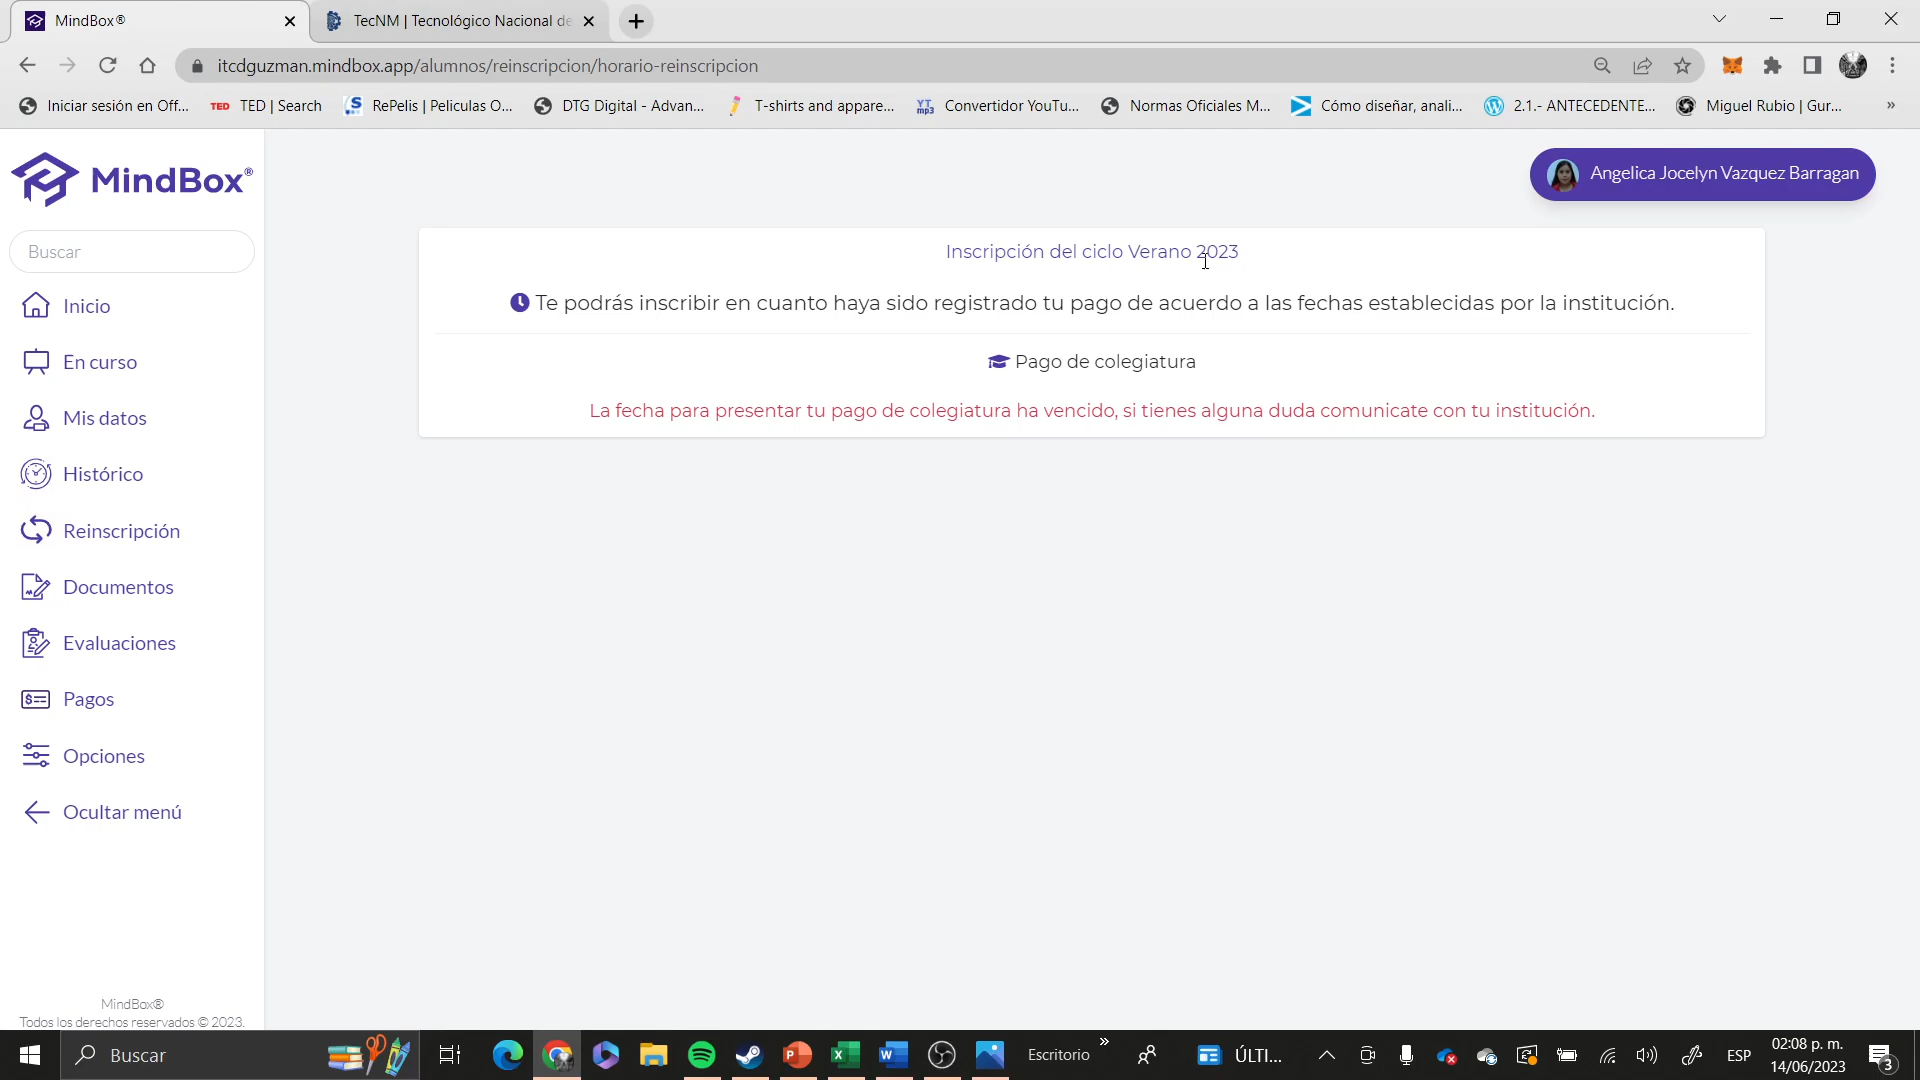 MindBox®
TecNM | Tecnológico Nacional de
itcdguzman.mindbox.app/alumnos/reinscripcion/horario-reinscripcion
Iniciar sesión en Off...
TED TED | Search
S RePelis | Peliculas O...
DTG Digital - Advan...
T-shirts and appare...
YT mp3 Convertidor YouTu...
Normas Oficiales M...
Cómo diseñar, anali...
2.1.- ANTECEDENTE...
Miguel Rubio | Gur...
»
MindBox®
Angelica Jocelyn Vazquez Barragan
Buscar
Inicio
En curso
Mis datos
Histórico
Reinscripción
Documentos
Evaluaciones
Pagos
Opciones
Ocultar menú
Inscripción del ciclo Verano 2023
Te podrás inscribir en cuanto haya sido registrado tu pago de acuerdo a las fechas establecidas por la institución.
Pago de colegiatura
La fecha para presentar tu pago de colegiatura ha vencido, si tienes alguna duda comunicate con tu institución.
MindBox®
Todos los derechos reservados © 2023.
Buscar
Escritorio
»
ÚLTI...
ESP
02:08 p. m.
14/06/2023
3